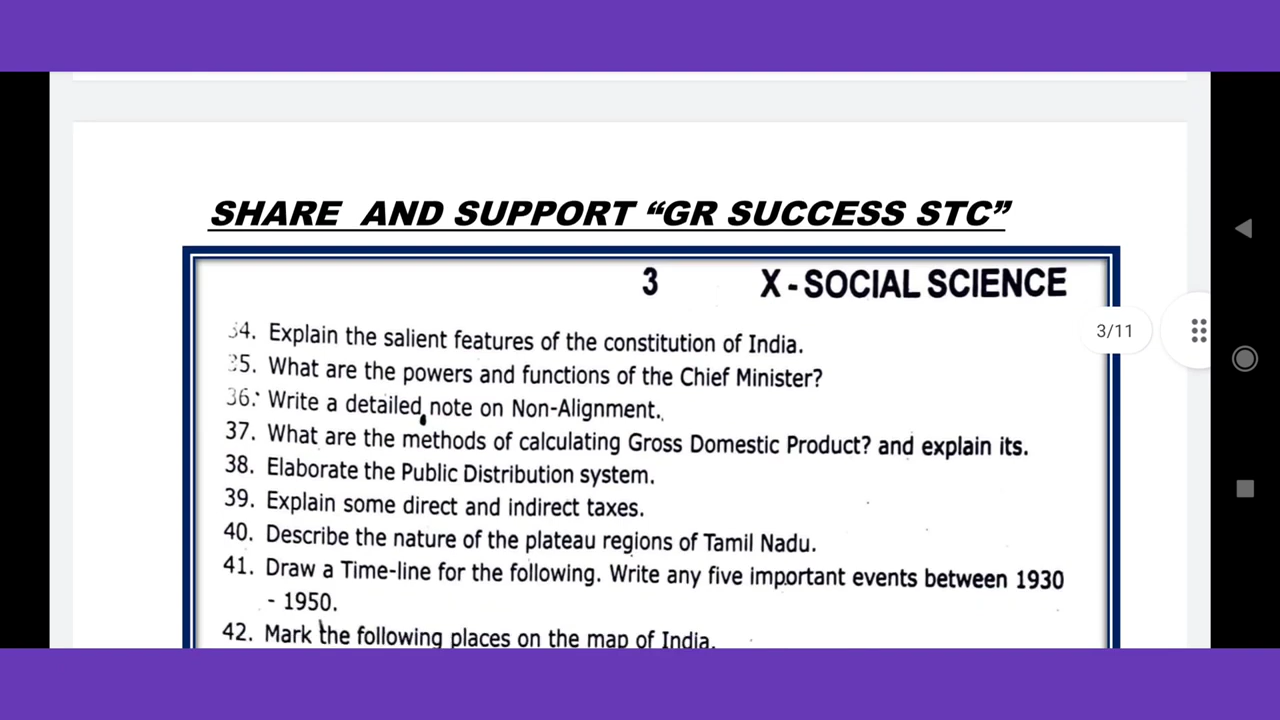 SHARE AND SUPPORT “GR SUCCESS STC”
3 X - SOCIAL SCIENCE
34. Explain the salient features of the constitution of India.
35. What are the powers and functions of the Chief Minister?
36. Write a detailed note on Non-Alignment.
37. What are the methods of calculating Gross Domestic Product? and explain its.
38. Elaborate the Public Distribution system.
39. Explain some direct and indirect taxes.
40. Describe the nature of the plateau regions of Tamil Nadu.
41. Draw a Time-line for the following. Write any five important events between 1930
- 1950.
42. Mark the following places on the map of India.
3/11